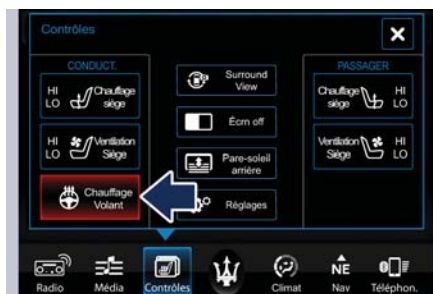 Contrôles
CONDUCT.
HI
LO
Chauffage
siège
HI
LO
Ventilation
Siège
Chauffage
Volant
Surround
View
Écrn off
Pare-soleil
arrière
Réglages
PASSAGER
Chauffage
siège
HI
LO
Ventilation
Siège
HI
LO
Radio
Média
Contrôles
Climat
NE
Nav
Téléphon.